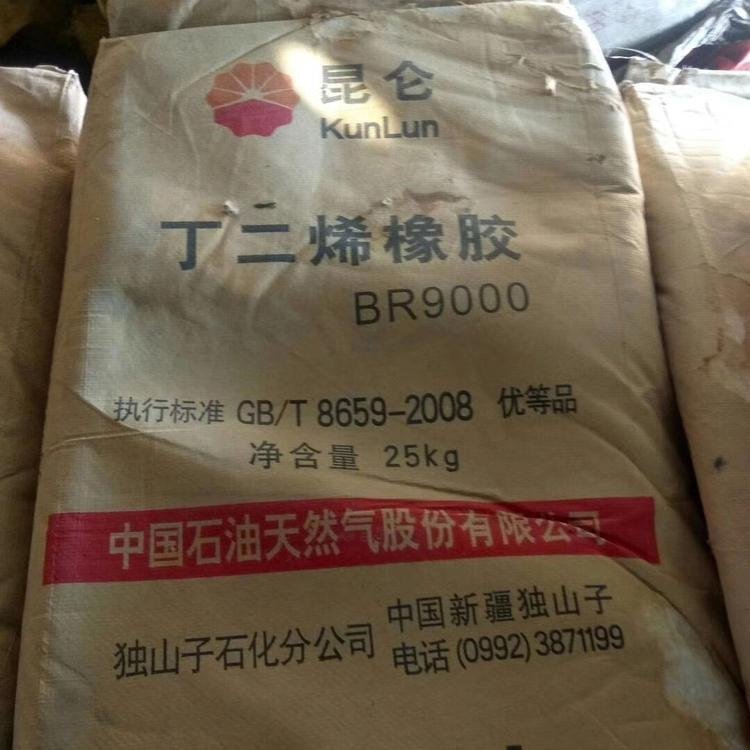 昆仑
KunLun
丁二烯橡胶
BR9000
执行标准 GB/T 8659-2008 优等品
净含量 25kg
中国石油天然气股份有限公司
独山子石化分公司
中国新疆独山子
电话 (0992) 3871199